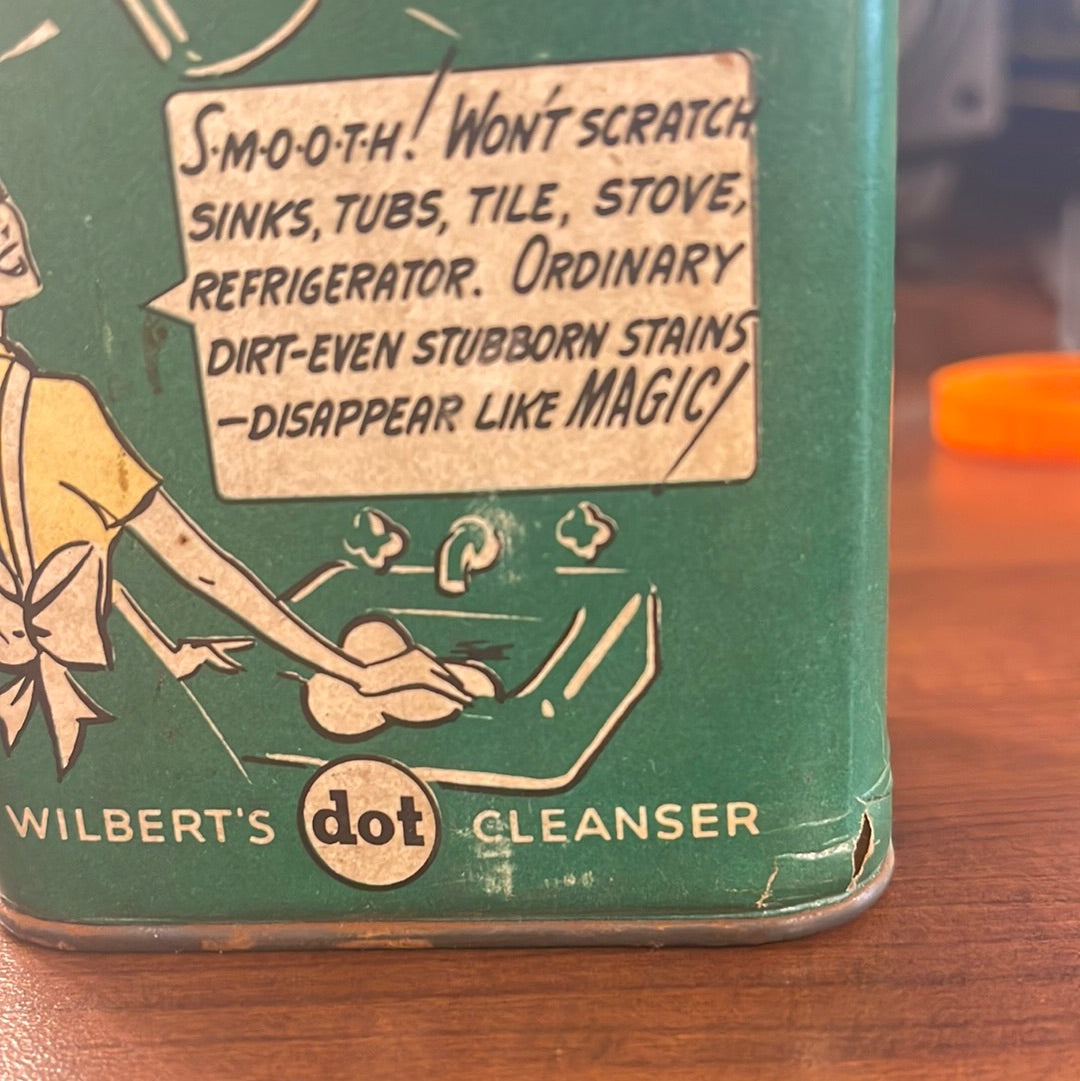 S·M·O·O·T·H! WON'T SCRATCH
SINKS, TUBS, TILE, STOVE,
REFRIGERATOR. ORDINARY
DIRT-EVEN STUBBORN STAINS
—DISAPPEAR LIKE MAGIC!
WILBERT'S dot CLEANSER